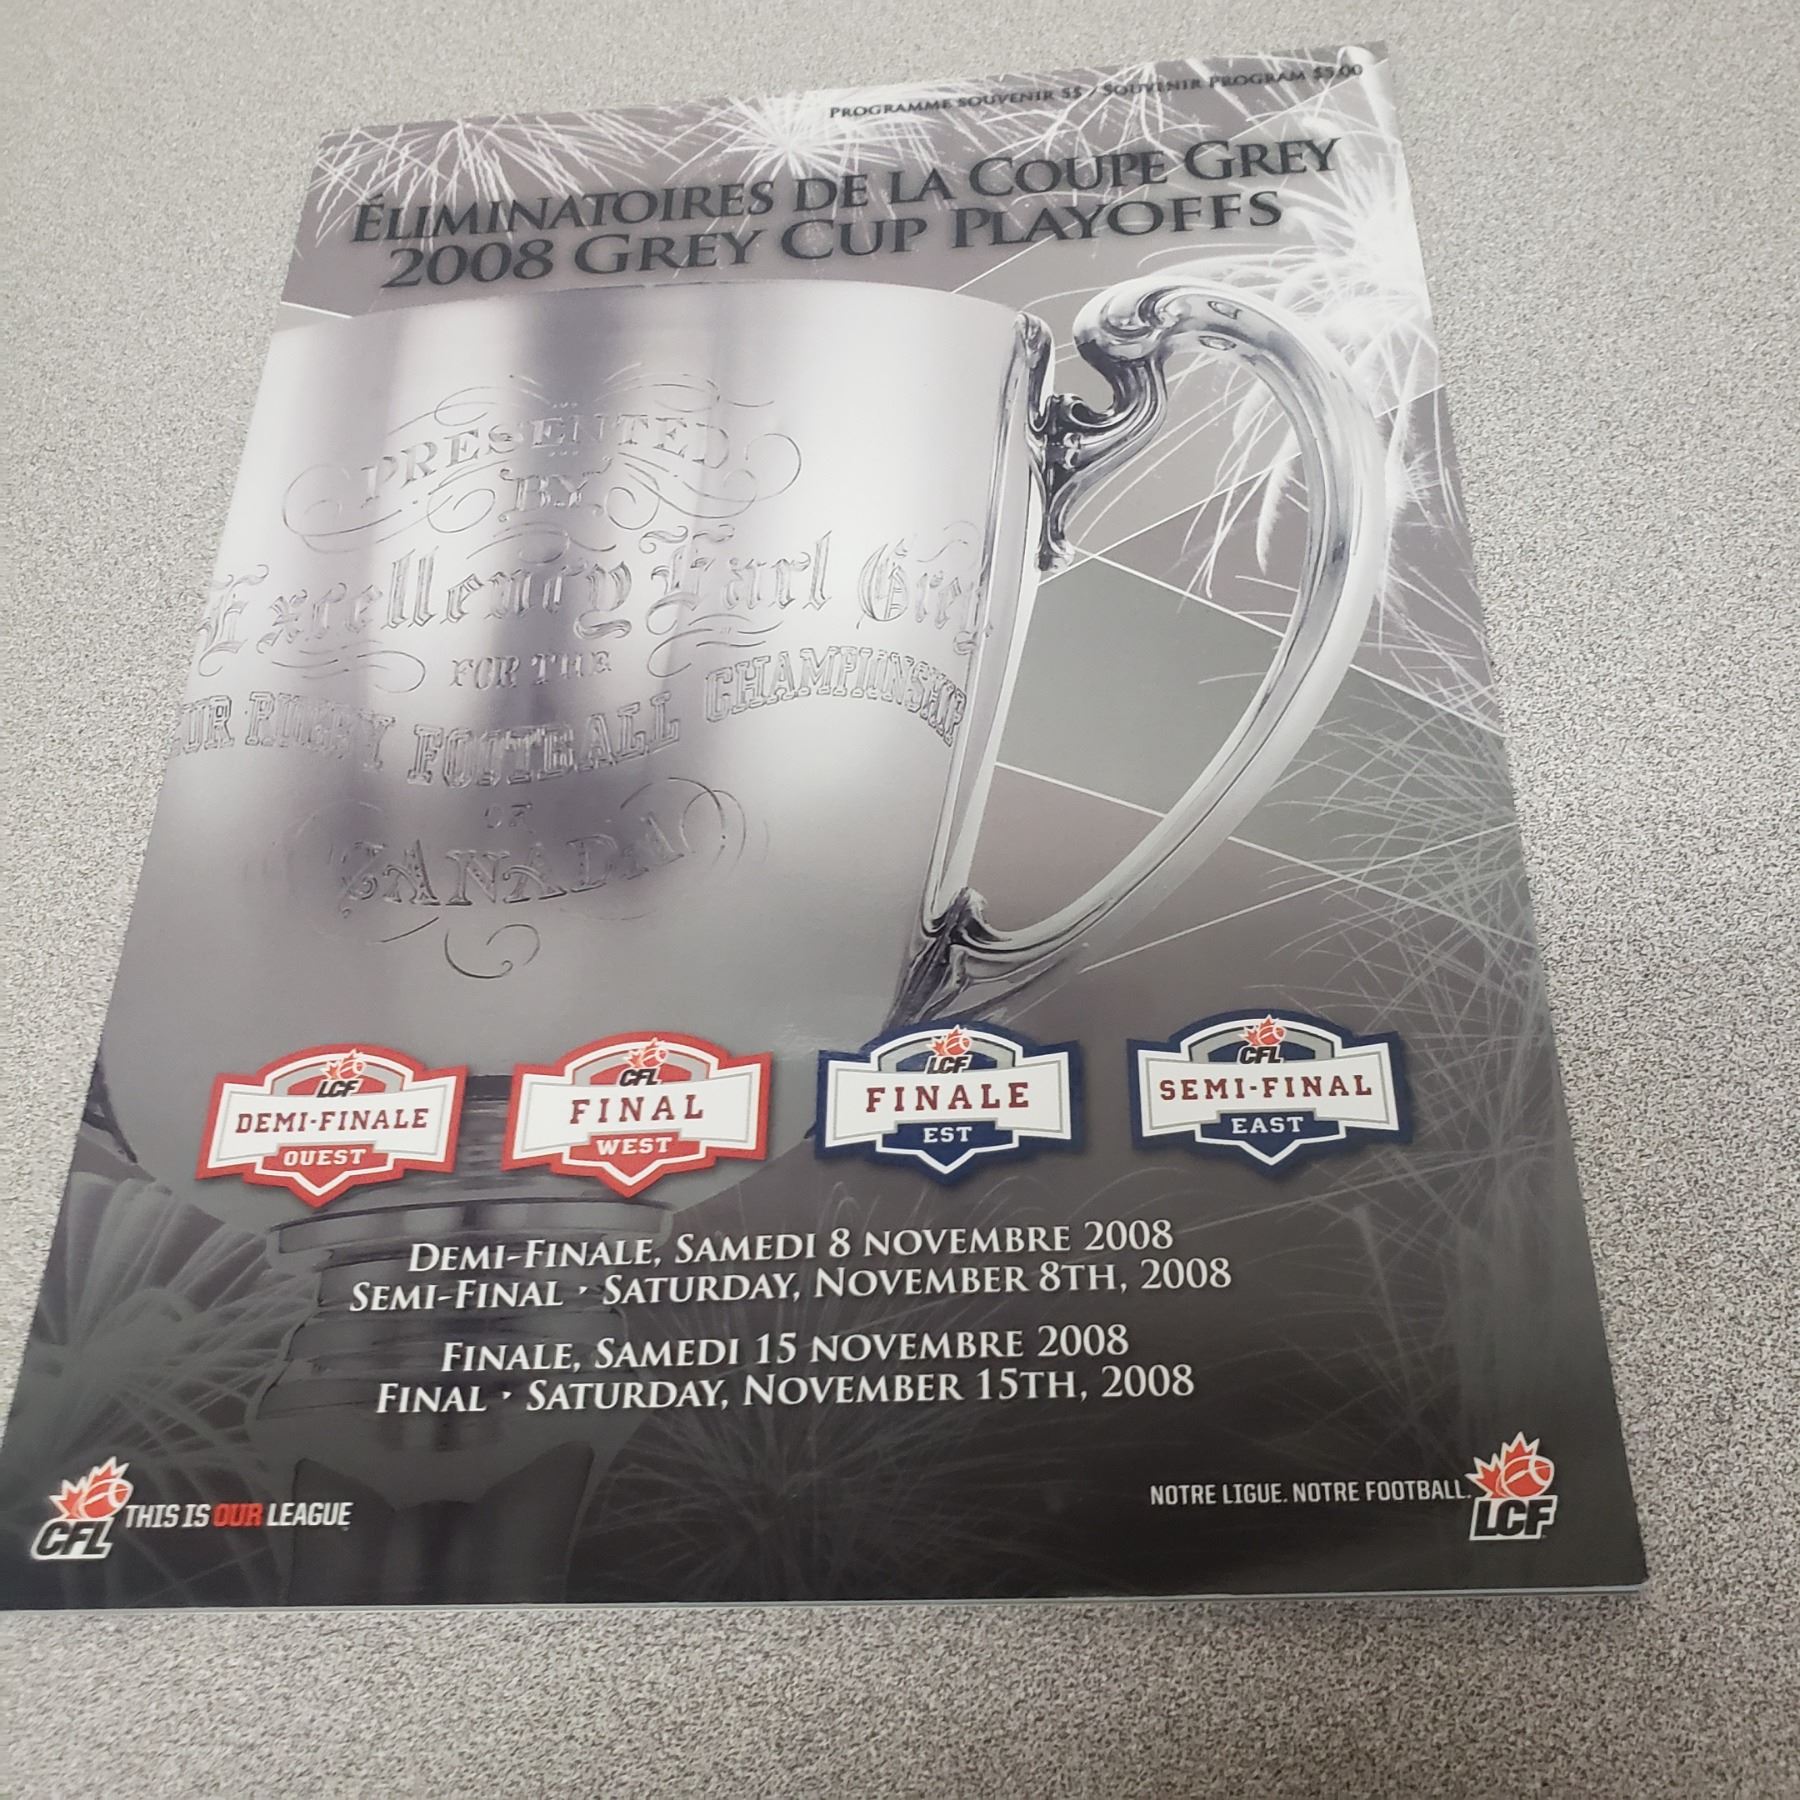 PROGRAMME SOUVENIR 5$ / SOUVENIR PROGRAM $5.00
ÉLIMINATOIRES DE LA COUPE GREY
2008 GREY CUP PLAYOFFS
PRESENTED
BY
Excellency Earl Grey
FOR THE
RUGBY FOOTBALL CHAMPIONSHIP
OF
CANADA
LCF
DEMI-FINALE
OUEST
CFL
FINAL
WEST
LCF
FINALE
EST
CFL
SEMI-FINAL
EAST
DEMI-FINALE, SAMEDI 8 NOVEMBRE 2008
SEMI-FINAL · SATURDAY, NOVEMBER 8TH, 2008
FINALE, SAMEDI 15 NOVEMBRE 2008
FINAL · SATURDAY, NOVEMBER 15TH, 2008
CFL THIS IS OUR LEAGUE
NOTRE LIGUE. NOTRE FOOTBALL. LCF